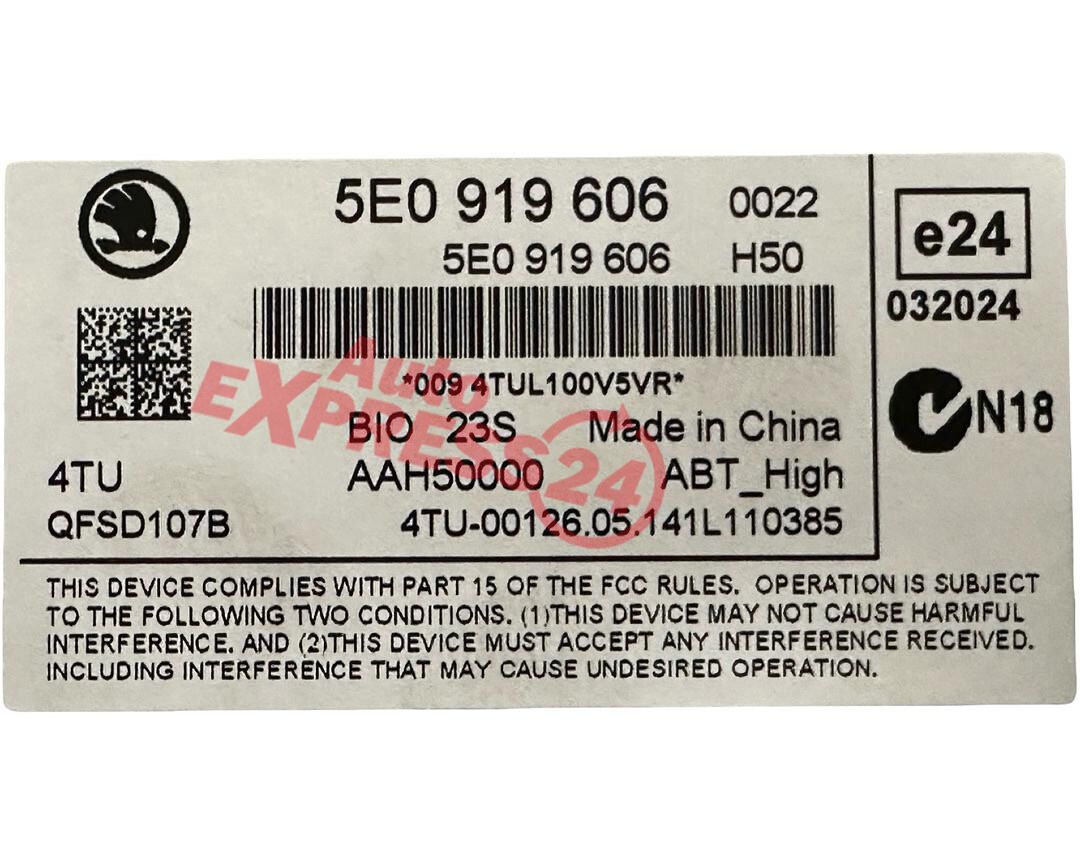 5E0 919 606 0022
5E0 919 606 H50
e24
032024
*009 4TUL100V5VR*
N18
Auto
EXPRESS24
BIO 23S Made in China
4TU AAH50000 ABT_High
QFSD107B 4TU-00126.05.141L110385
THIS DEVICE COMPLIES WITH PART 15 OF THE FCC RULES. OPERATION IS SUBJECT
TO THE FOLLOWING TWO CONDITIONS. (1)THIS DEVICE MAY NOT CAUSE HARMFUL
INTERFERENCE. AND (2)THIS DEVICE MUST ACCEPT ANY INTERFERENCE RECEIVED.
INCLUDING INTERFERENCE THAT MAY CAUSE UNDESIRED OPERATION.